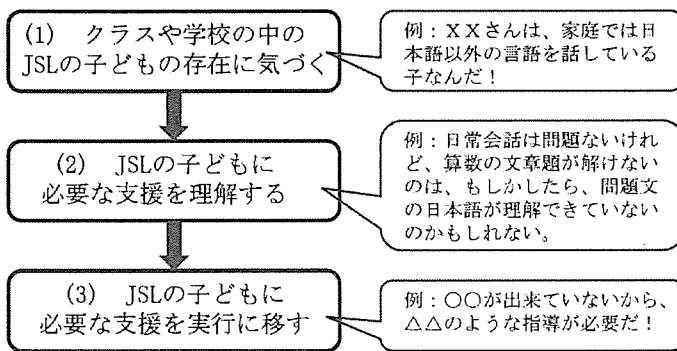 (1) クラスや学校の中の
JSLの子どもの存在に気づく
例：ＸＸさんは、家庭では日
本語以外の言語を話している
子なんだ！
(2) JSLの子どもに
必要な支援を理解する
例：日常会話は問題ないけれ
ど、算数の文章題が解けない
のは、もしかしたら、問題文
の日本語が理解できていない
のかもしれない。
(3) JSLの子どもに
必要な支援を実行に移す
例：〇〇が出来ていないから、
△△のような指導が必要だ！